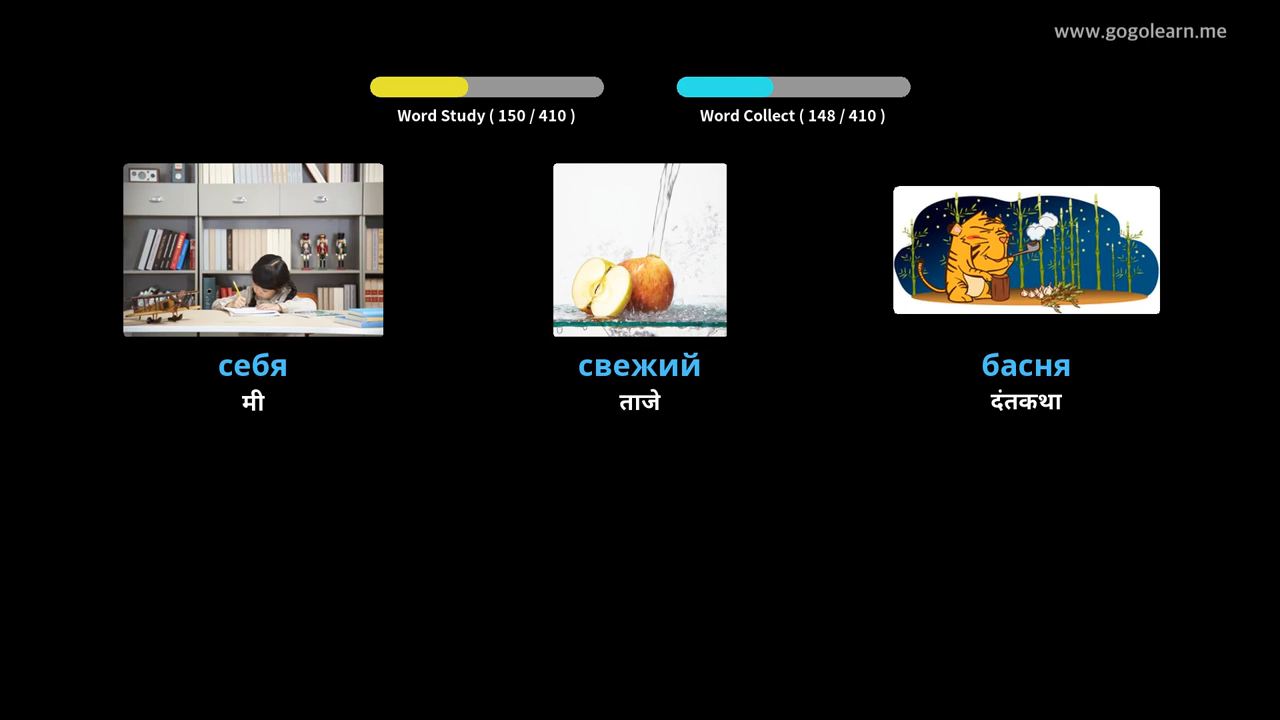 www.gogolearn.me
Word Study ( 150 / 410 )
Word Collect ( 148 / 410 )
себя
मी
свежий
ताजे
басня
दंतकथा